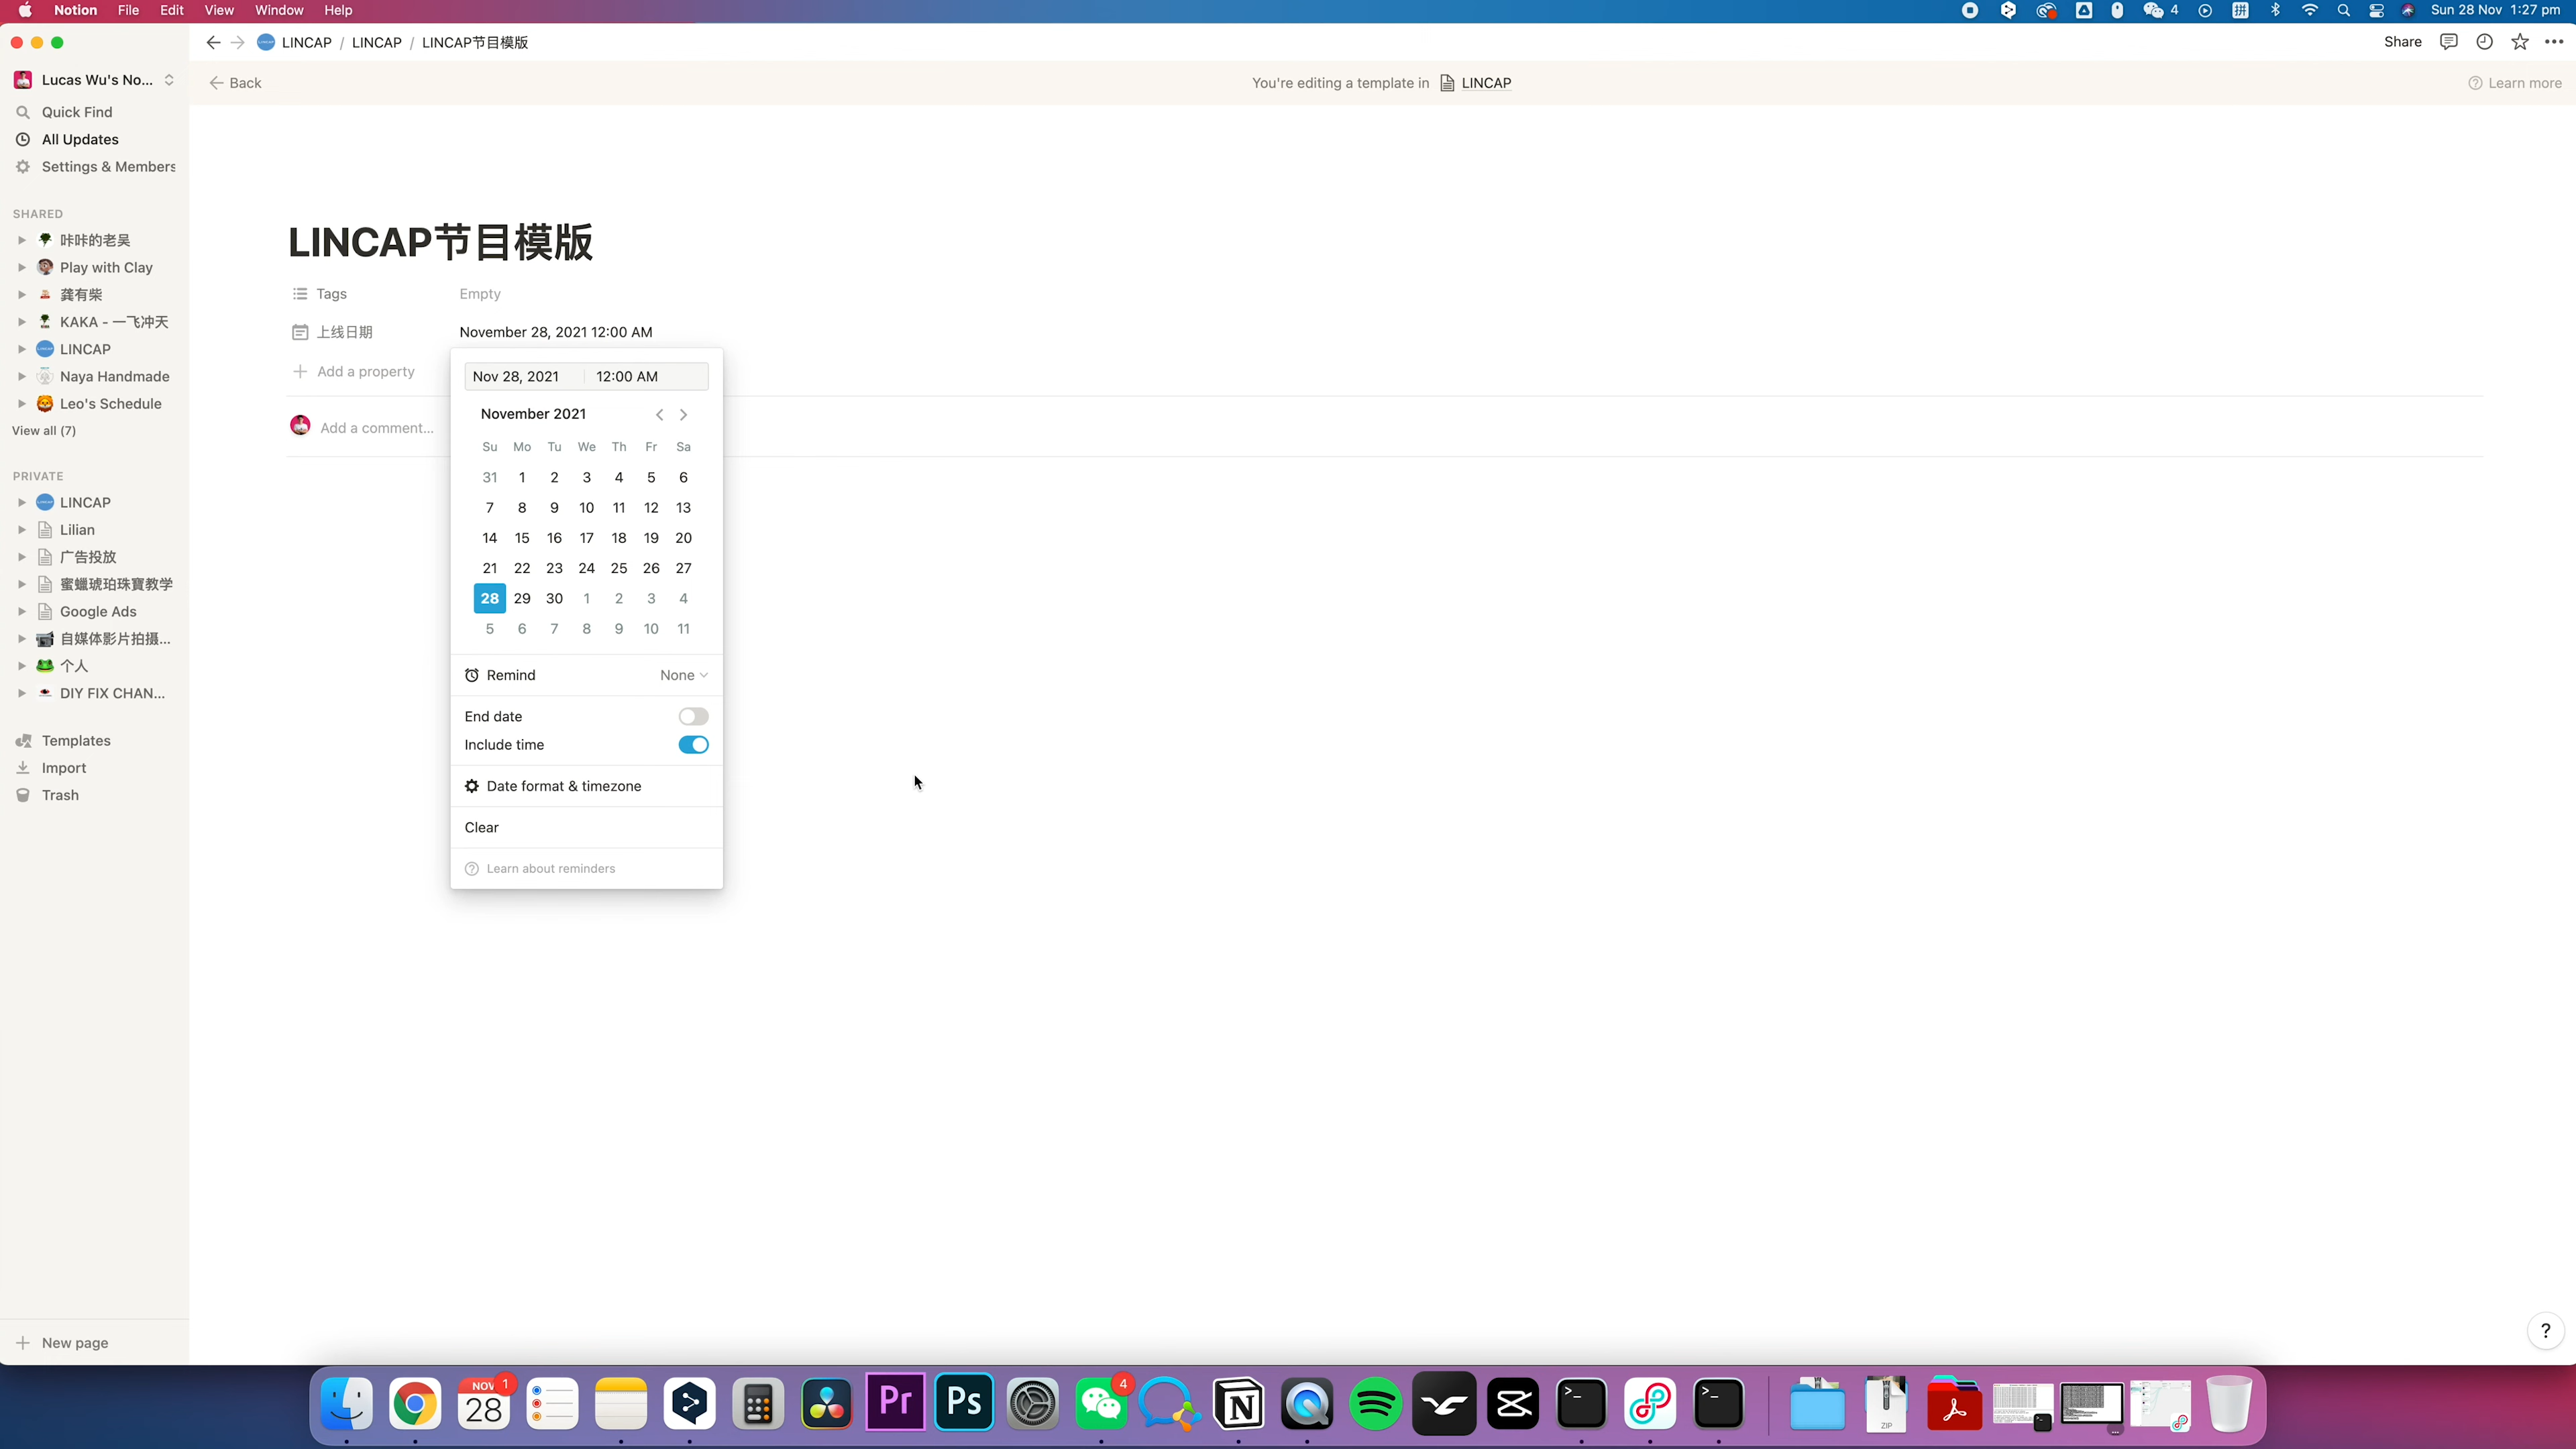 Notion File Edit View Window Help
4 拼 Sun 28 Nov 1:27 pm
LINCAP / LINCAP / LINCAP节目模版
Share
Lucas Wu's No...
Back
You're editing a template in LINCAP
Learn more
Quick Find
All Updates
Settings & Members
SHARED
咔咔的老吴
Play with Clay
龚有柴
KAKA - 一飞冲天
LINCAP
Naya Handmade
Leo's Schedule
View all (7)
PRIVATE
LINCAP
Lilian
广告投放
蜜蠟琥珀珠寶教学
Google Ads
自媒体影片拍摄...
个人
DIY FIX CHAN...
Templates
Import
Trash
New page
LINCAP节目模版
Tags Empty
上线日期 November 28, 2021 12:00 AM
Add a property
Add a comment...
Nov 28, 2021 12:00 AM
November 2021
Su Mo Tu We Th Fr Sa
31 1 2 3 4 5 6
7 8 9 10 11 12 13
14 15 16 17 18 19 20
21 22 23 24 25 26 27
28 29 30 1 2 3 4
5 6 7 8 9 10 11
Remind None
End date
Include time
Date format & timezone
Clear
Learn about reminders
?
NOV 1
28
Pr
Ps
4
N
>_
>_
ZIP